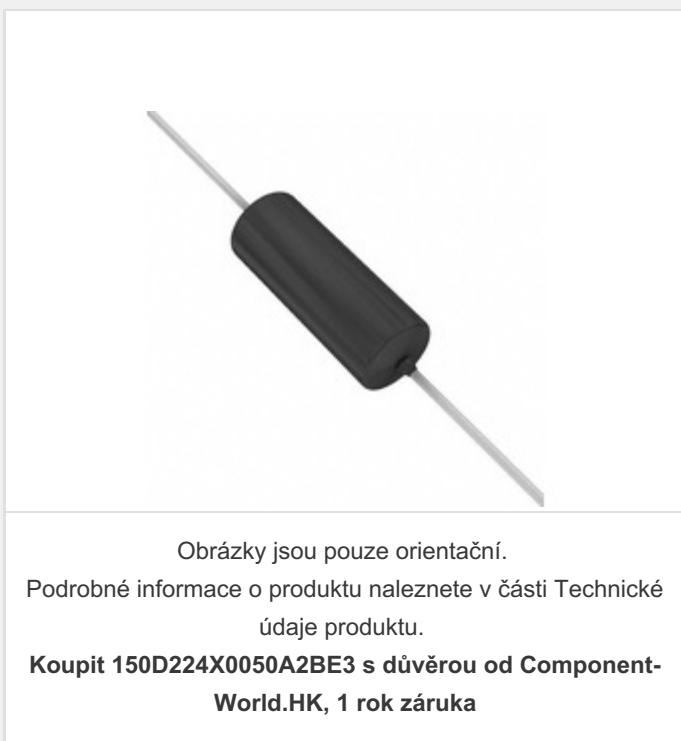 Obrázky jsou pouze orientační.
Podrobné informace o produktu naleznete v části Technické
údaje produktu.
Koupit 150D224X0050A2BE3 s důvěrou od Component-
World.HK, 1 rok záruka